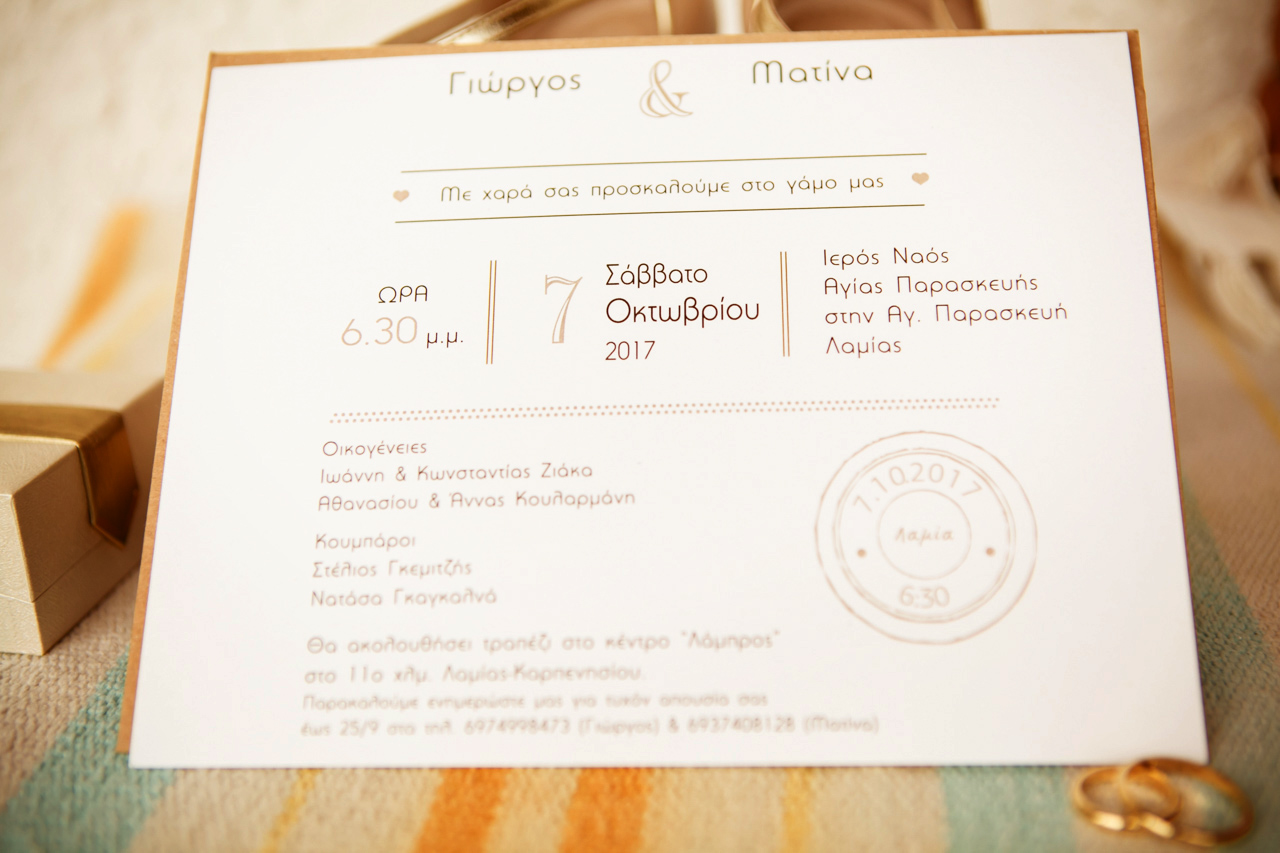 Γιώργος & Ματίνα
Με χαρά σας προσκαλούμε στο γάμο μας
ΩΡΑ
6.30 μ.μ.
7
Σάββατο
Οκτωβρίου
2017
Ιερός Ναός
Αγίας Παρασκευής
στην Αγ. Παρασκευή
Λαμίας
Οικογένειες
Ιωάννη & Κωνσταντίας Ζιάκα
Αθανασίου & Άννας Κουλαρμάνη
Κουμπάροι
Στέλιος Γκεμιτζής
Νατάσα Γκαγκαλνά
Θα ακολουθήσει τραπέζι στο κέντρο "Λάμπρος"
στο 11ο χλμ. Λαμίας-Καρπενησίου.
Παρακαλούμε ενημερώστε μας για τυχόν απουσία σας
έως 25/9 στα τηλ. 6974998473 (Γιώργος) & 6937408128 (Ματίνα)
7.10.2017
Λαμία
6:30